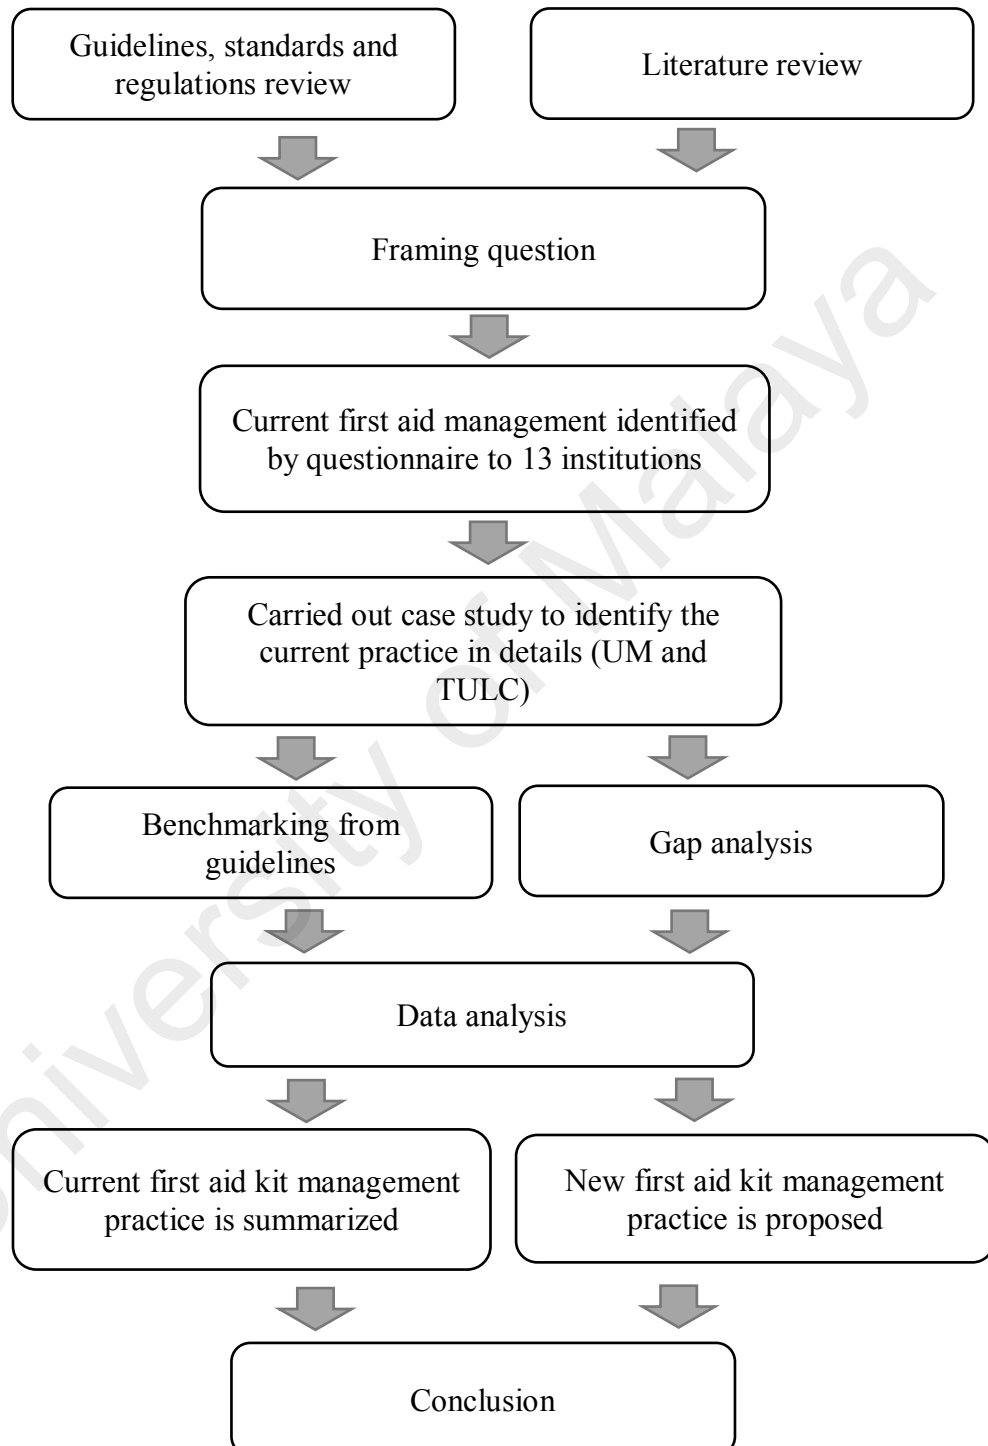 Guidelines, standards and
regulations review
Literature review
Framing question
Current first aid management identified
by questionnaire to 13 institutions
Carried out case study to identify the
current practice in details (UM and
TULC)
Benchmarking from
guidelines
Gap analysis
Data analysis
Current first aid kit management
practice is summarized
New first aid kit management
practice is proposed
Conclusion
University of Malaya